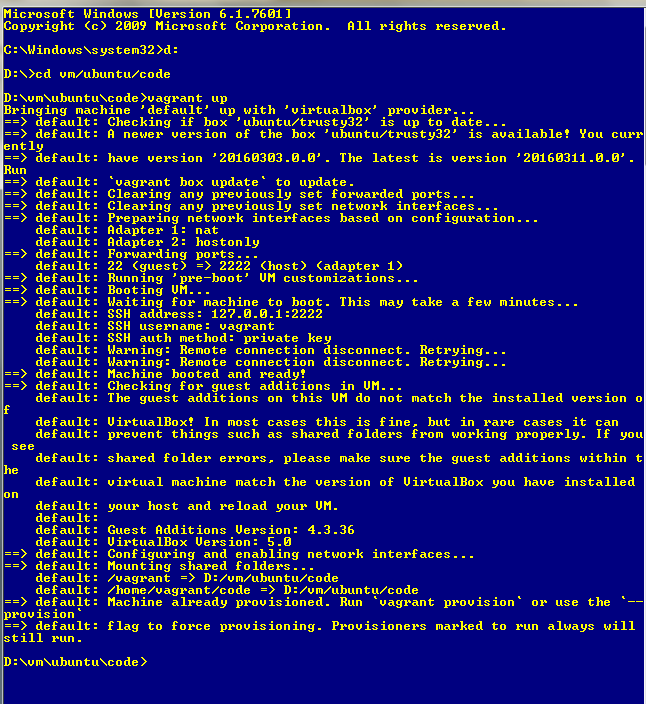 Microsoft Windows [Version 6.1.7601]
Copyright (c) 2009 Microsoft Corporation.  All rights reserved.
C:\Windows\system32>d:
D:\>cd vm/ubuntu/code
D:\vm\ubuntu\code>vagrant up
Bringing machine 'default' up with 'virtualbox' provider...
==> default: Checking if box 'ubuntu/trusty32' is up to date...
==> default: A newer version of the box 'ubuntu/trusty32' is available! You curr
ently
==> default: have version '20160303.0.0'. The latest is version '20160311.0.0'.
Run
==> default: `vagrant box update` to update.
==> default: Clearing any previously set forwarded ports...
==> default: Clearing any previously set network interfaces...
==> default: Preparing network interfaces based on configuration...
    default: Adapter 1: nat
    default: Adapter 2: hostonly
==> default: Forwarding ports...
    default: 22 (guest) => 2222 (host) (adapter 1)
==> default: Running 'pre-boot' VM customizations...
==> default: Booting VM...
==> default: Waiting for machine to boot. This may take a few minutes...
    default: SSH address: 127.0.0.1:2222
    default: SSH username: vagrant
    default: SSH auth method: private key
    default: Warning: Remote connection disconnect. Retrying...
    default: Warning: Remote connection disconnect. Retrying...
==> default: Machine booted and ready!
==> default: Checking for guest additions in VM...
    default: The guest additions on this VM do not match the installed version o
f
    default: VirtualBox! In most cases this is fine, but in rare cases it can
    default: prevent things such as shared folders from working properly. If you
 see
    default: shared folder errors, please make sure the guest additions within t
he
    default: virtual machine match the version of VirtualBox you have installed
on
    default: your host and reload your VM.
    default:
    default: Guest Additions Version: 4.3.36
    default: VirtualBox Version: 5.0
==> default: Configuring and enabling network interfaces...
==> default: Mounting shared folders...
    default: /vagrant => D:/vm/ubuntu/code
    default: /home/vagrant/code => D:/vm/ubuntu/code
==> default: Machine already provisioned. Run `vagrant provision` or use the `--
provision`
==> default: flag to force provisioning. Provisioners marked to run always will
still run.
D:\vm\ubuntu\code>